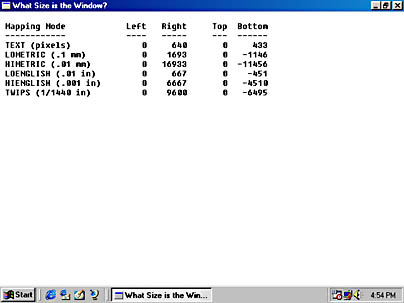 What Size is the Window?
Mapping Mode          Left    Right     Top  Bottom
------------          ----    -----     ---  ------
TEXT (pixels)            0      640       0     433
LOMETRIC (.1 mm)         0     1693       0   -1146
HIMETRIC (.01 mm)        0    16933       0  -11456
LOENGLISH (.01 in)       0      667       0    -451
HIENGLISH (.001 in)      0     6667       0   -4510
TWIPS (1/1440 in)        0     9600       0   -6495
Start What Size is the Win... 4:54 PM